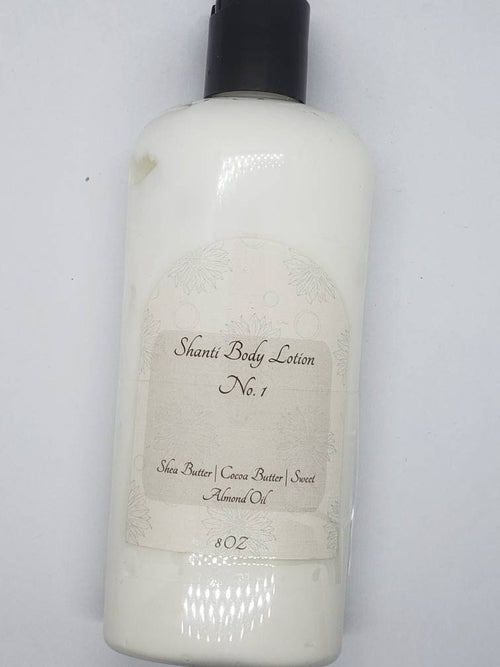 Shanti Body Lotion
No. 1
Shea Butter| Cocoa Butter| Sweet
Almond Oil
8OZ